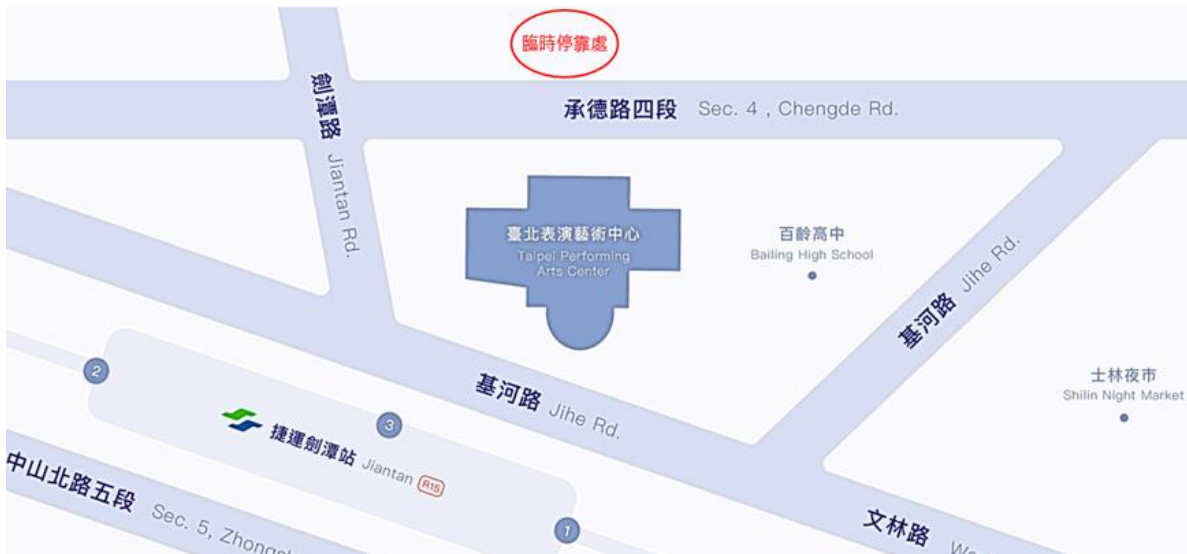 臨時停靠處
承德路四段 Sec. 4 , Chengde Rd.
劍潭路 Jiantan Rd.
臺北表演藝術中心
Taipei Performing
Arts Center
百齡高中
Bailing High School
基河路 Jihe Rd.
士林夜市
Shilin Night Market
基河路 Jihe Rd.
2
3
捷運劍潭站 Jiantan R15
中山北路五段 Sec. 5,
1
文林路